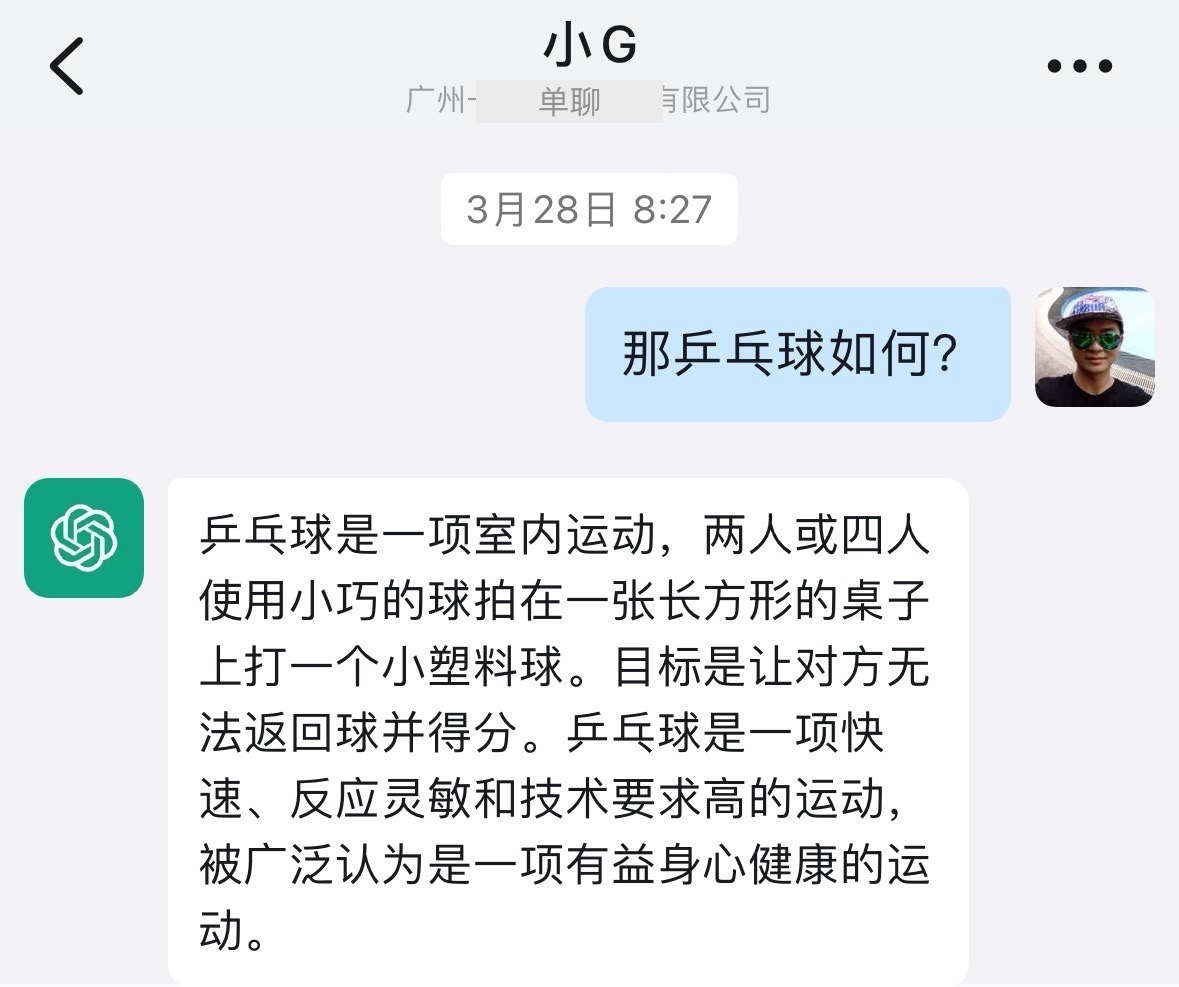 小G
广州一 单聊 有限公司
3月28日 8:27
那乒乓球如何?
乒乓球是一项室内运动，两人或四人
使用小巧的球拍在一张长方形的桌子
上打一个小塑料球。目标是让对方无
法返回球并得分。乒乓球是一项快
速、反应灵敏和技术要求高的运动，
被广泛认为是一项有益身心健康的运
动。